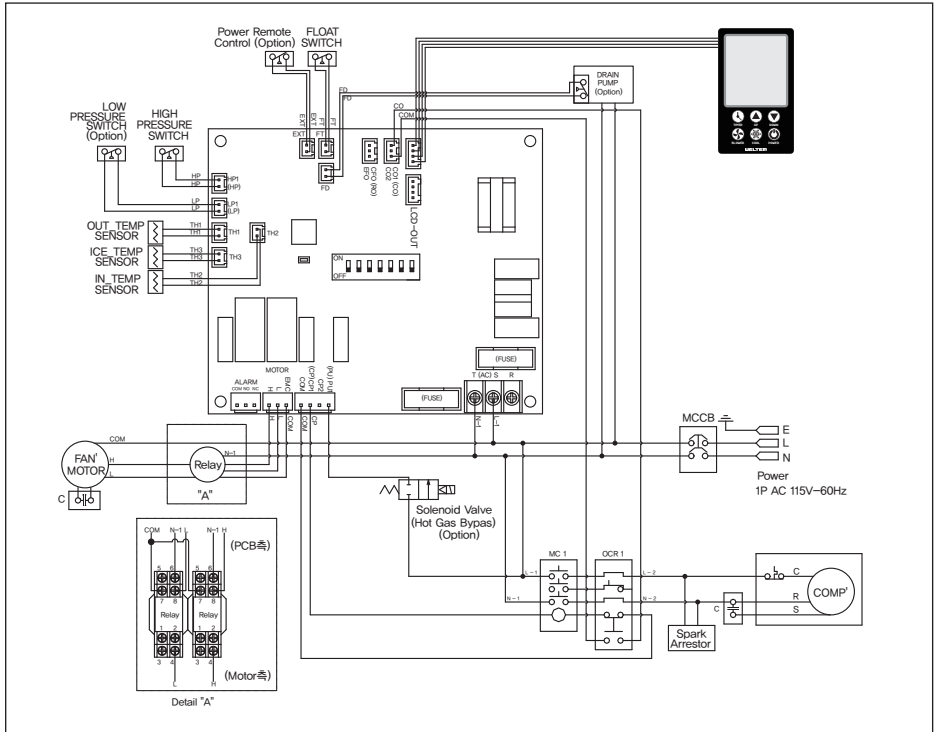 Power Remote
Control (Option)
FLOAT
SWITCH
DRAIN
PUMP
(Option)
FD
FD
CO
COM
LOW
PRESSURE
SWITCH
(Option)
HIGH
PRESSURE
SWITCH
EXT
FT
EXT
FT
FD
CFO (RO)
EFO
CO1 (CO)
CO2
LCD-OUT
HP
HP
HP1
(HP)
LP
LP
LP1
(LP)
OUT_TEMP
SENSOR
TH1
TH1
TH1
TH2
ICE_TEMP
SENSOR
TH3
TH3
TH3
IN_TEMP
SENSOR
TH2
TH2
ON
OFF
POWER
WELTEM
MOTOR
ALARM
COM NO NC
H
L
EMC
COM
(CP)CP1
CP2
(PU) PU1
(FUSE)
(FUSE)
T (AC) S R
H
L
COM
COM
CP
N-1
L-1
MCCB
E
L
N
Power
1P AC 115V-60Hz
COM
FAN'
MOTOR
H
L
C
N-1
Relay
"A"
Solenoid Valve
(Hot Gas Bypas)
(Option)
COM N-1 L N-1 H
(PCB측)
5 6 5 6
7 8 7 8
Relay Relay
1 2 1 2
3 4 3 4
(Motor측)
L H
Detail "A"
MC 1
OCR 1
L-1
L-2
N-1
N-2
C
C
R
S
COMP'
Spark
Arrestor